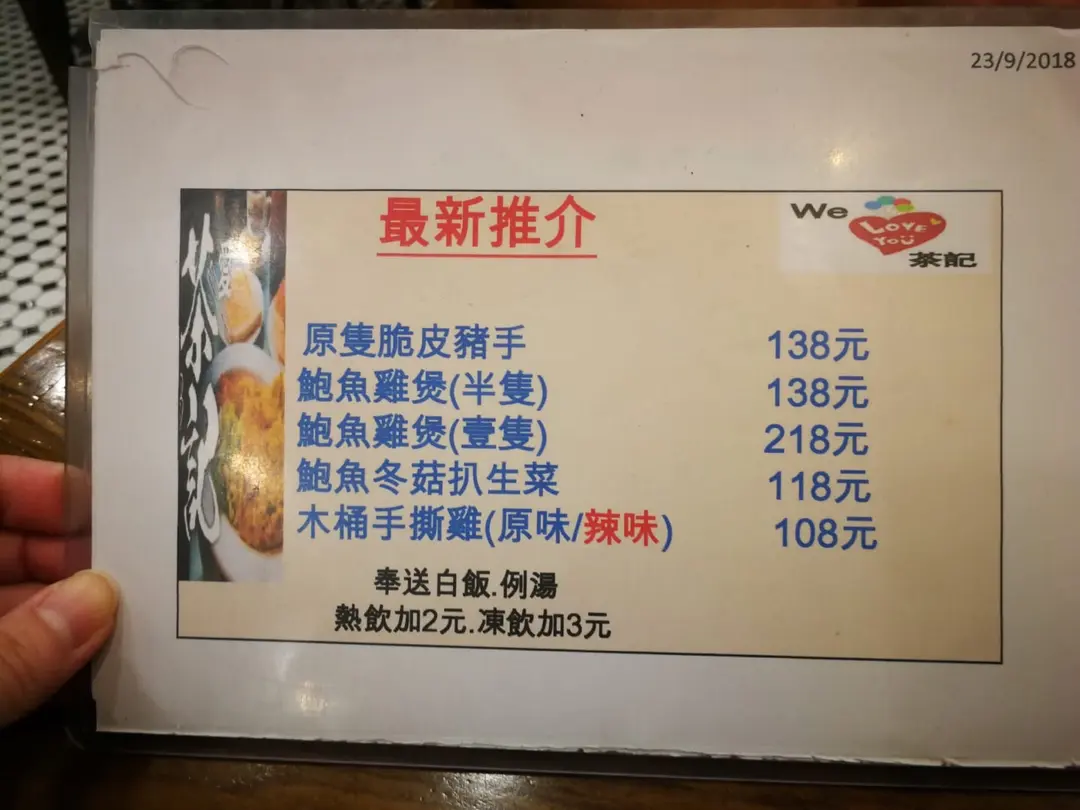 23/9/2018
最新推介
We
LOVE
YOU
茶記
茶記
原隻脆皮豬手 138元
鮑魚雞煲(半隻) 138元
鮑魚雞煲(壹隻) 218元
鮑魚冬菇扒生菜 118元
木桶手撕雞(原味/辣味) 108元
奉送白飯.例湯
熱飲加2元.凍飲加3元